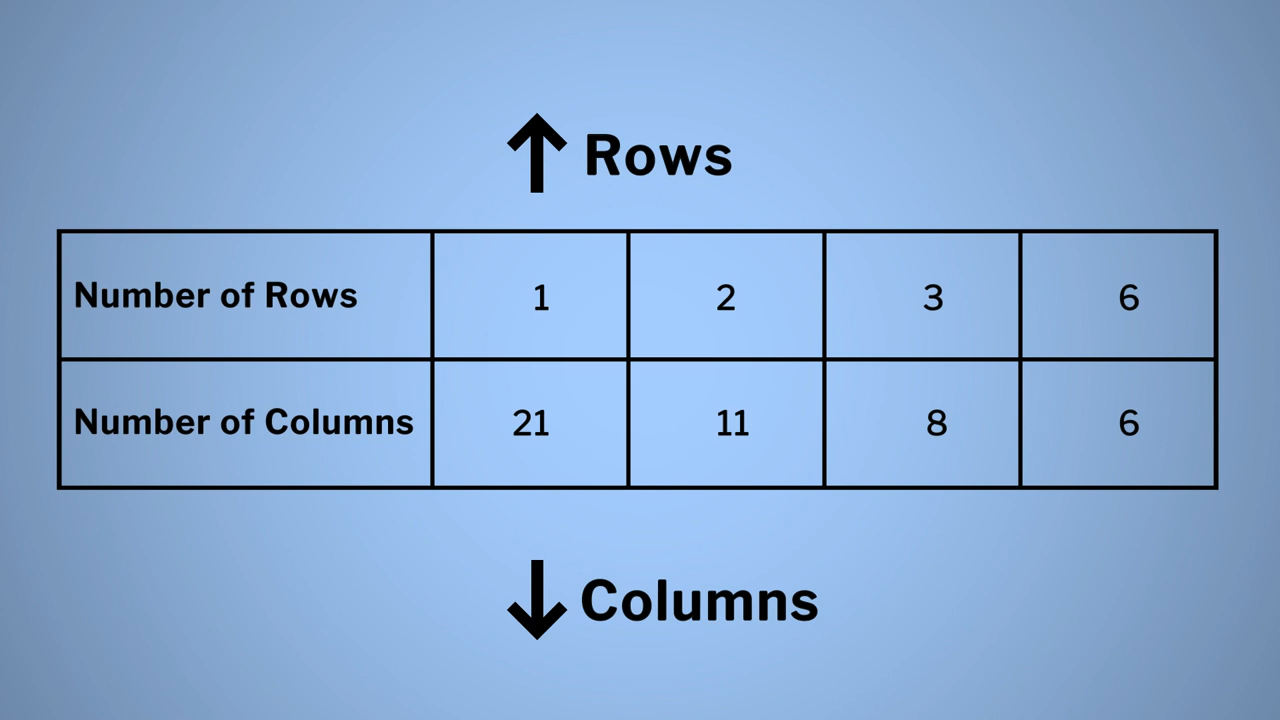 ↑ Rows
Number of Rows 1 2 3 6
Number of Columns 21 11 8 6
↓ Columns